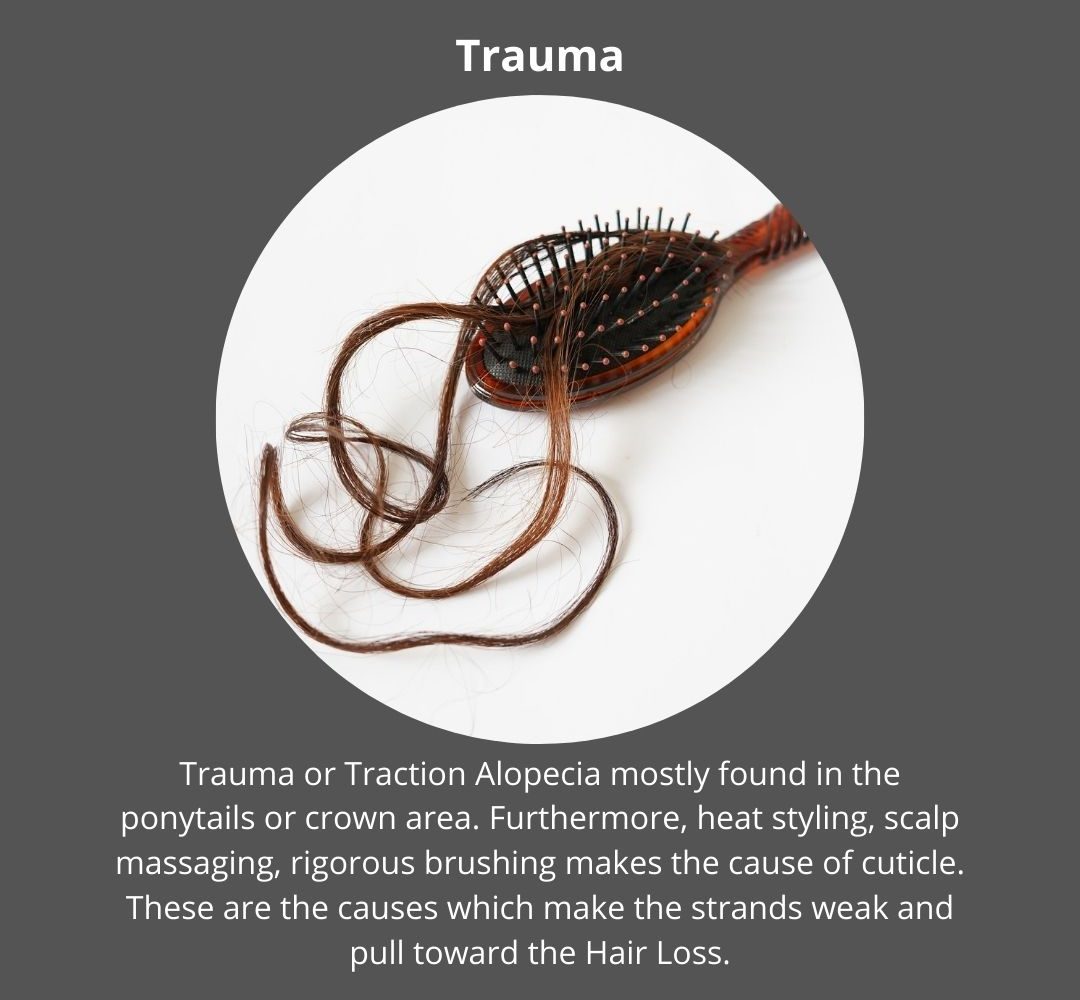 Trauma
Trauma or Traction Alopecia mostly found in the
ponytails or crown area. Furthermore, heat styling, scalp
massaging, rigorous brushing makes the cause of cuticle.
These are the causes which make the strands weak and
pull toward the Hair Loss.